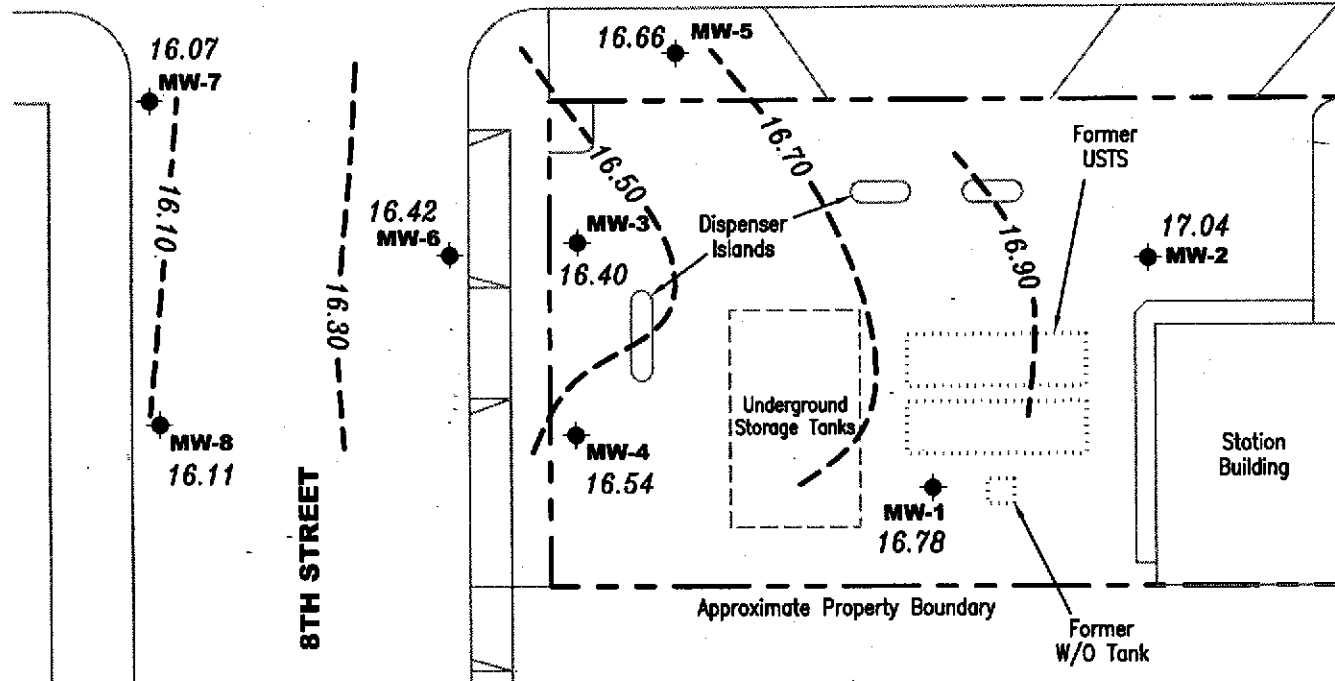 16.07
MW-7
16.66
MW-5
16.10
16.30
16.50
16.70
16.90
Former
USTS
16.42
MW-6
MW-3
16.40
Dispenser
Islands
17.04
MW-2
MW-8
16.11
MW-4
16.54
Underground
Storage Tanks
MW-1
16.78
Station
Building
8TH STREET
Approximate Property Boundary
Former
W/O Tank